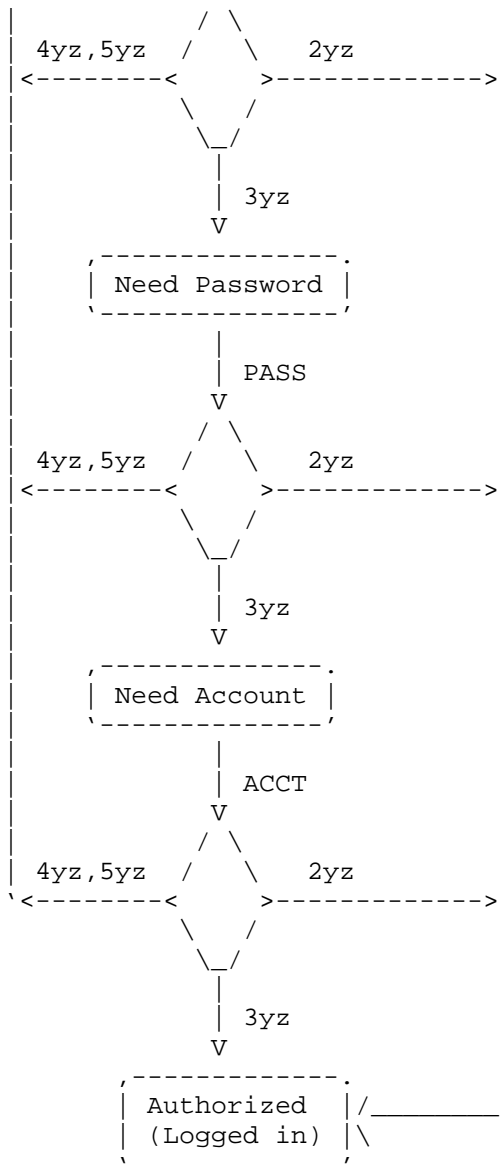 4yz,5yz 2yz
3yz
Need Password
PASS
4yz,5yz 2yz
3yz
Need Account
ACCT
4yz,5yz 2yz
3yz
Authorized
(Logged in)